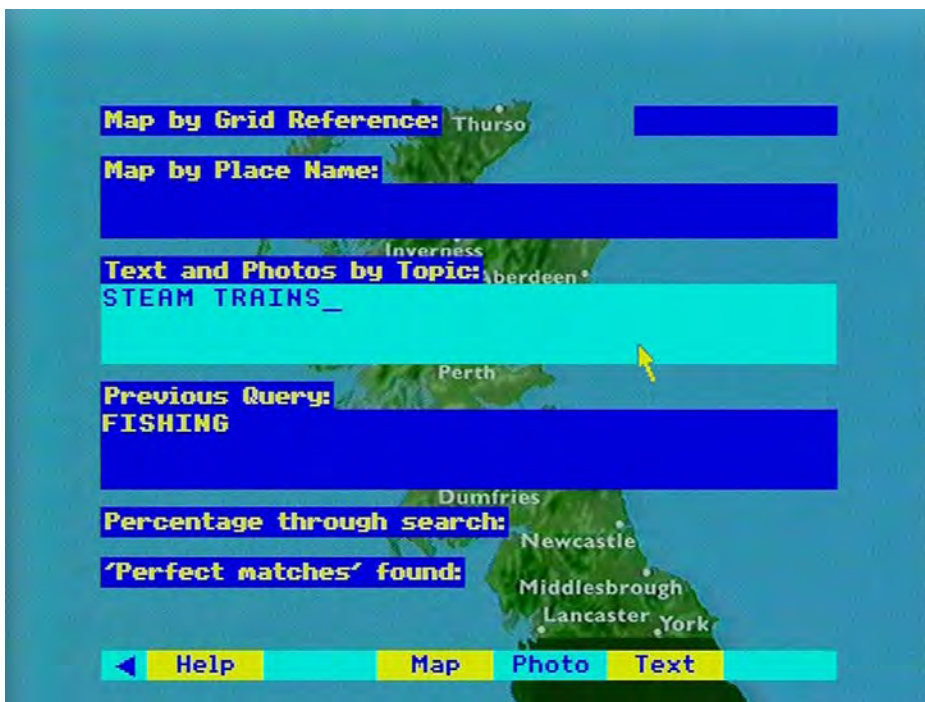 Map by Grid Reference:
Thurso
Map by Place Name:
Inverness
Text and Photos by Topic:
Aberdeen
STEAM TRAINS_
Perth
Previous Query:
FISHING
Dumfries
Percentage through search:
Newcastle
'Perfect matches' found:
Middlesbrough
Lancaster
York
Help Map Photo Text